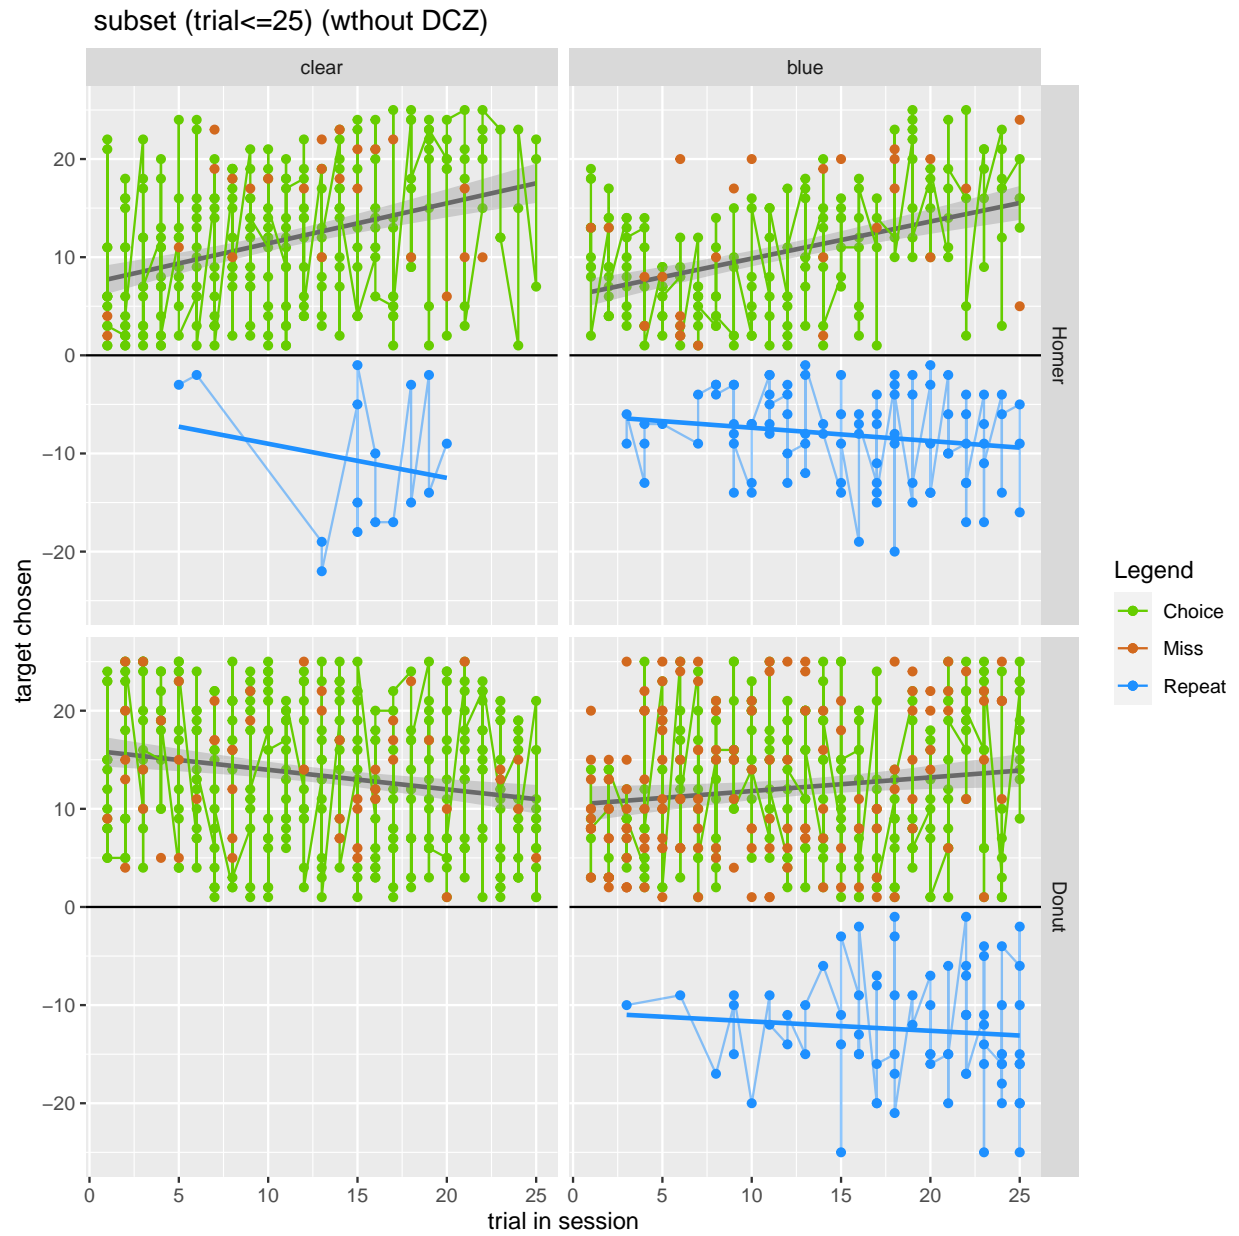 subset (trial<=25) (wthout DCZ)
clear
blue
20
10
0
−10
−20
Homer
20
10
0
−10
−20
Donut
0 5 10 15 20 25
0 5 10 15 20 25
trial in session
target chosen
Legend
Choice
Miss
Repeat